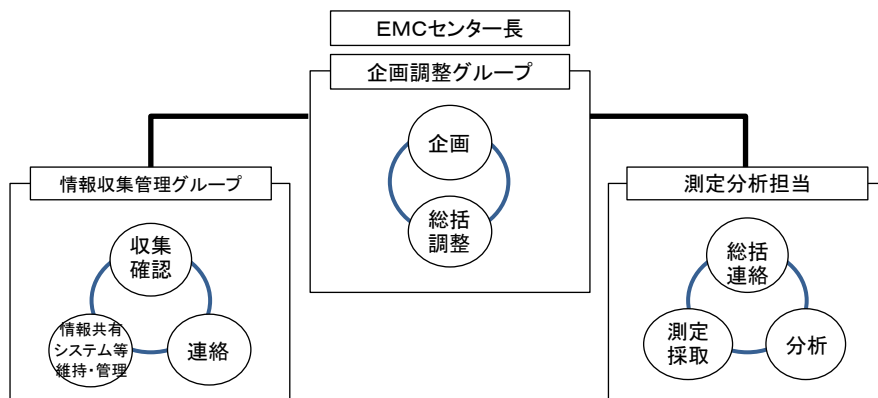 EMCセンター長
企画調整グループ
企画
総括
調整
情報収集管理グループ
収集
確認
情報共有
システム等
維持・管理
連絡
測定分析担当
総括
連絡
測定
採取
分析